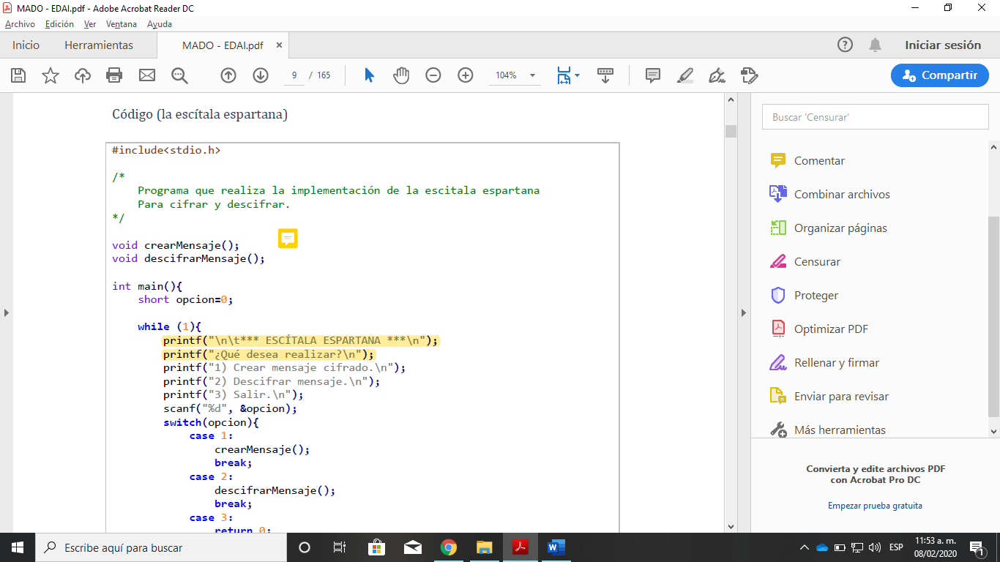 MADO - EDAI.pdf - Adobe Acrobat Reader DC
Archivo Edición Ver Ventana Ayuda
Inicio Herramientas MADO - EDAI.pdf × Iniciar sesión
9 / 165 104% Compartir
Código (la escítala espartana)
#include<stdio.h>
/*
Programa que realiza la implementación de la escitala espartana
Para cifrar y descifrar.
*/
void crearMensaje();
void descifrarMensaje();
int main(){
short opcion=0;
while (1){
printf("\n\t*** ESCÍTALA ESPARTANA ***\n");
printf("¿Qué desea realizar?\n");
printf("1) Crear mensaje cifrado.\n");
printf("2) Descifrar mensaje.\n");
printf("3) Salir.\n");
scanf("%d", &opcion);
switch(opcion){
case 1:
crearMensaje();
break;
case 2:
descifrarMensaje();
break;
case 3:
return 0;
Buscar 'Censurar'
Comentar
Combinar archivos
Organizar páginas
Censurar
Proteger
Optimizar PDF
Rellenar y firmar
Enviar para revisar
Más herramientas
Convierta y edite archivos PDF
con Acrobat Pro DC
Empezar prueba gratuita
Escribe aquí para buscar
ESP
11:53 a. m.
08/02/2020
1